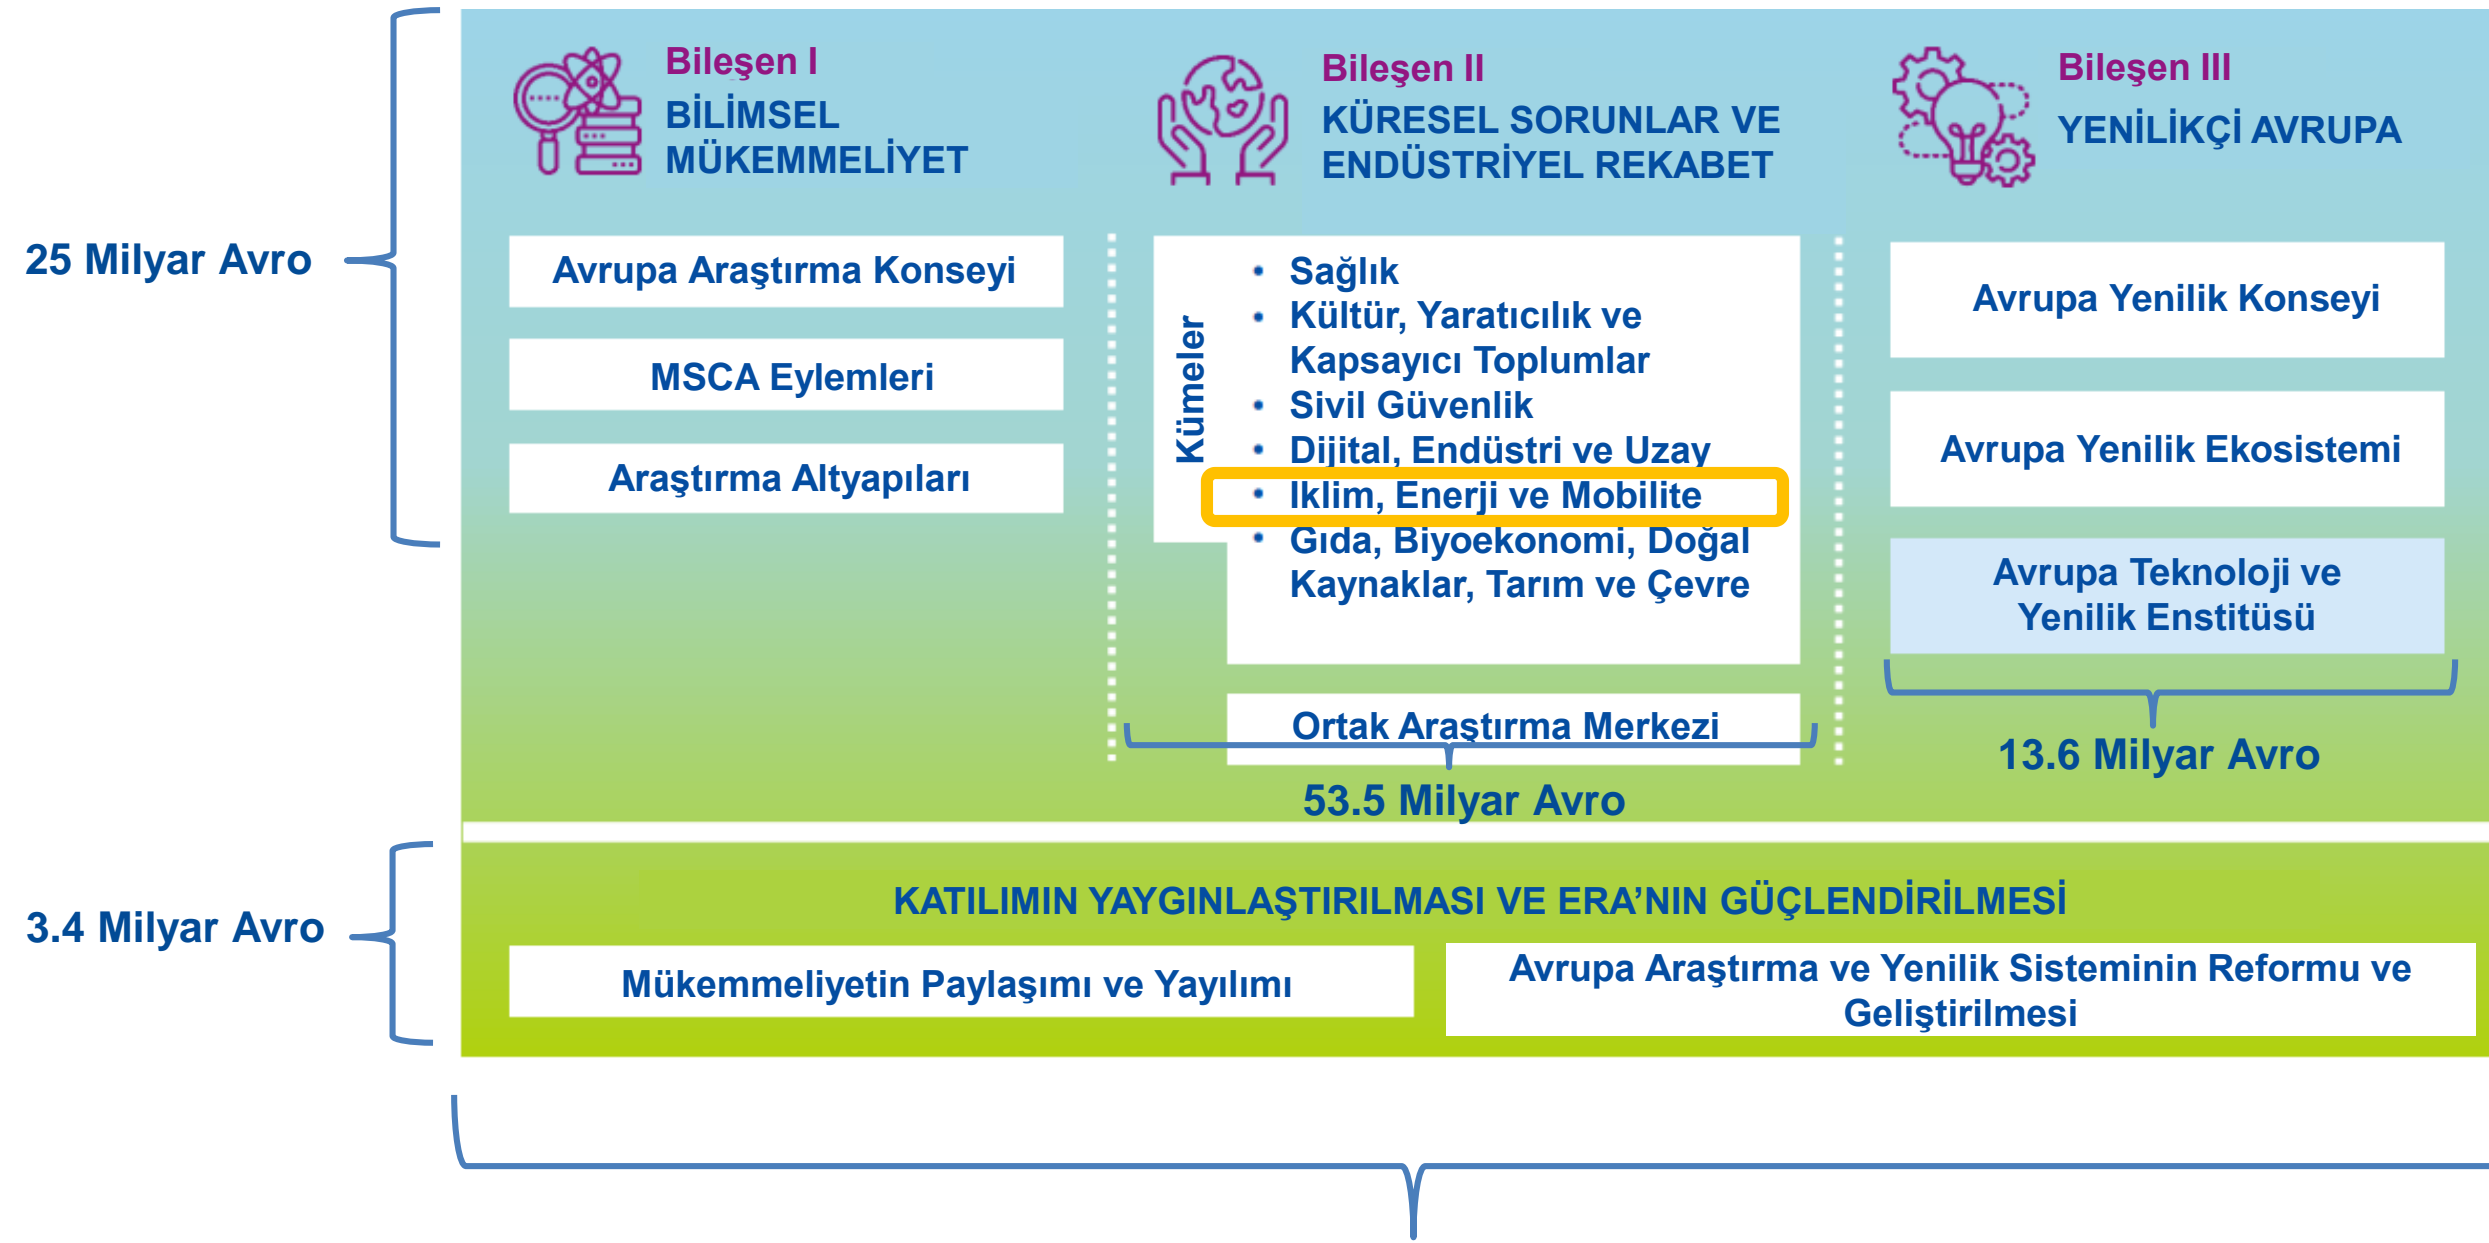 25 Milyar Avro
Bileşen I
BİLİMSEL
MÜKEMMELİYET
Avrupa Araştırma Konseyi
MSCA Eylemleri
Araştırma Altyapıları
Bileşen II
KÜRESEL SORUNLAR VE
ENDÜSTRİYEL REKABET
Kümeler
• Sağlık
• Kültür, Yaratıcılık ve
Kapsayıcı Toplumlar
• Sivil Güvenlik
• Dijital, Endüstri ve Uzay
• Iklim, Enerji ve Mobilite
• Gıda, Biyoekonomi, Doğal
Kaynaklar, Tarım ve Çevre
Ortak Araştırma Merkezi
53.5 Milyar Avro
Bileşen III
YENİLİKÇİ AVRUPA
Avrupa Yenilik Konseyi
Avrupa Yenilik Ekosistemi
Avrupa Teknoloji ve
Yenilik Enstitüsü
13.6 Milyar Avro
3.4 Milyar Avro
KATILIMIN YAYGINLAŞTIRILMASI VE ERA’NIN GÜÇLENDİRİLMESİ
Mükemmeliyetin Paylaşımı ve Yayılımı
Avrupa Araştırma ve Yenilik Sisteminin Reformu ve
Geliştirilmesi